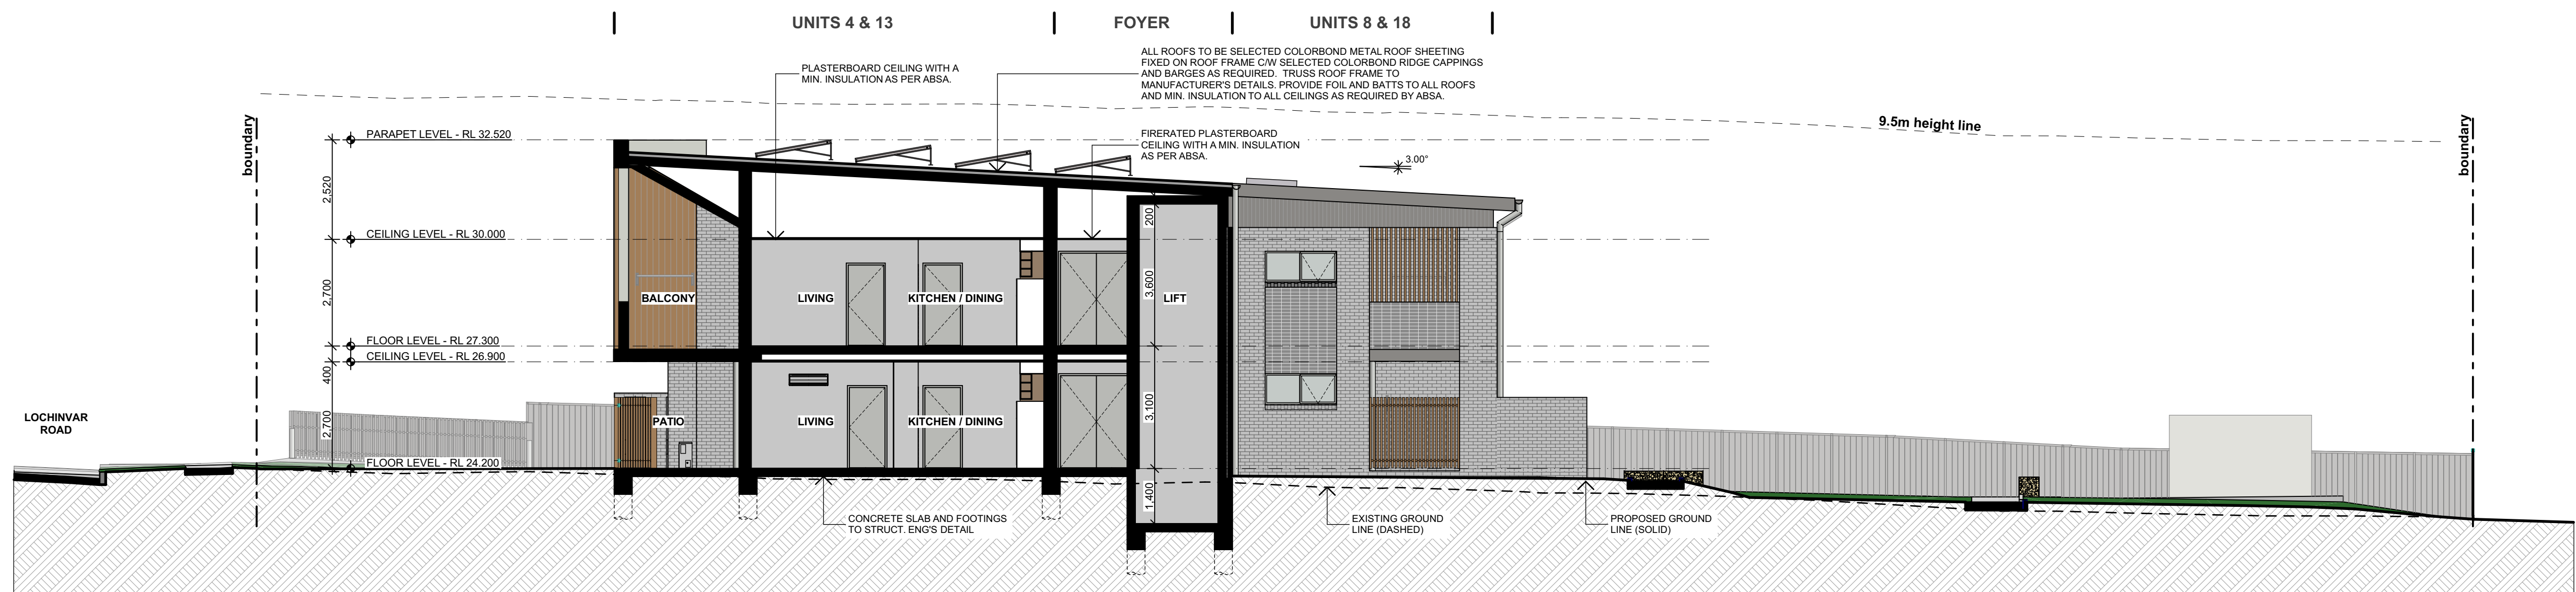 UNITS 4 & 13
FOYER
UNITS 8 & 18
PLASTERBOARD CEILING WITH A
MIN. INSULATION AS PER ABSA.
ALL ROOFS TO BE SELECTED COLORBOND METAL ROOF SHEETING
FIXED ON ROOF FRAME C/W SELECTED COLORBOND RIDGE CAPPINGS
AND BARGES AS REQUIRED. TRUSS ROOF FRAME TO
MANUFACTURER'S DETAILS. PROVIDE FOIL AND BATTS TO ALL ROOFS
AND MIN. INSULATION TO ALL CEILINGS AS REQUIRED BY ABSA.
boundary
PARAPET LEVEL - RL 32.520
FIRERATED PLASTERBOARD
CEILING WITH A MIN. INSULATION
AS PER ABSA.
9.5m height line
boundary
3.00°
2,520
200
CEILING LEVEL - RL 30.000
2,700
3,600
BALCONY
LIVING
KITCHEN / DINING
LIFT
FLOOR LEVEL - RL 27.300
CEILING LEVEL - RL 26.900
400
LOCHINVAR
ROAD
2,700
3,100
PATIO
LIVING
KITCHEN / DINING
FLOOR LEVEL - RL 24.200
1,400
CONCRETE SLAB AND FOOTINGS
TO STRUCT. ENG'S DETAIL
EXISTING GROUND
LINE (DASHED)
PROPOSED GROUND
LINE (SOLID)